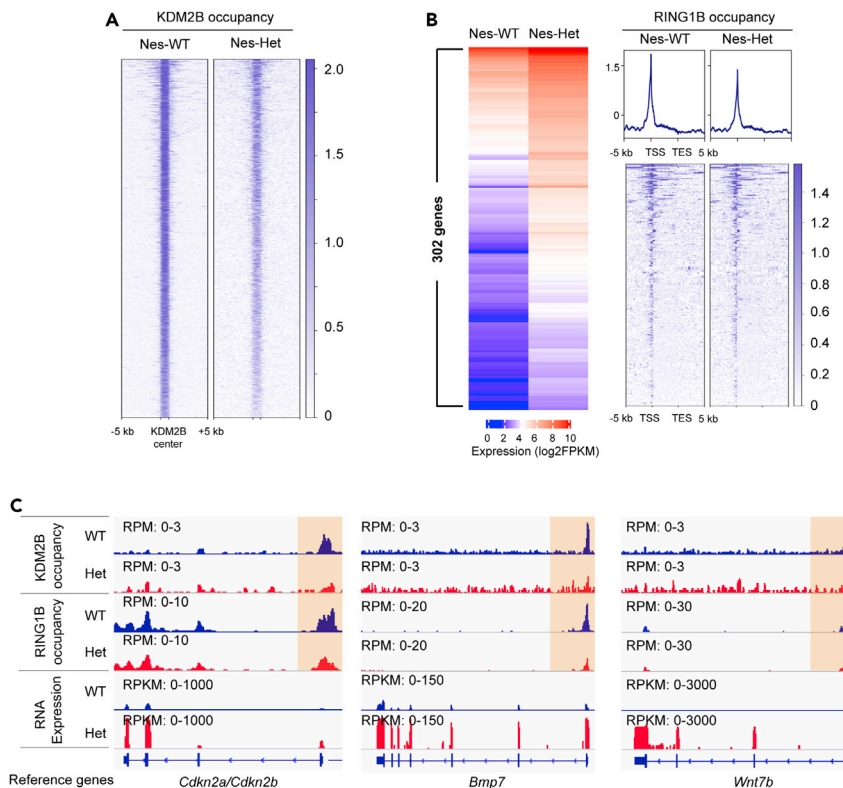 A
KDM2B occupancy
Nes-WT Nes-Het
2.0
1.5
1.0
0.5
0
-5 kb KDM2B center +5 kb
B
Nes-WT Nes-Het
302 genes
0 2 4 6 8 10
Expression (log2FPKM)
RING1B occupancy
Nes-WT Nes-Het
1
0
-5 kb TSS TES 5 kb
1.4
1.2
1.0
0.8
0.6
0.4
0.2
0
-5 kb TSS TES 5 kb
C
KDM2B occupancy
WT RPM: 0-3 RPM: 0-3 RPM: 0-3
Het RPM: 0-3 RPM: 0-3 RPM: 0-3
RING1B occupancy
WT RPM: 0-10 RPM: 0-20 RPM: 0-30
Het RPM: 0-10 RPM: 0-20 RPM: 0-30
RNA Expression
WT RPKM: 0-1000 RPKM: 0-150 RPKM: 0-3000
Het RPKM: 0-1000 RPKM: 0-150 RPKM: 0-3000
Reference genes Cdkn2a/Cdkn2b Bmp7 Wnt7b